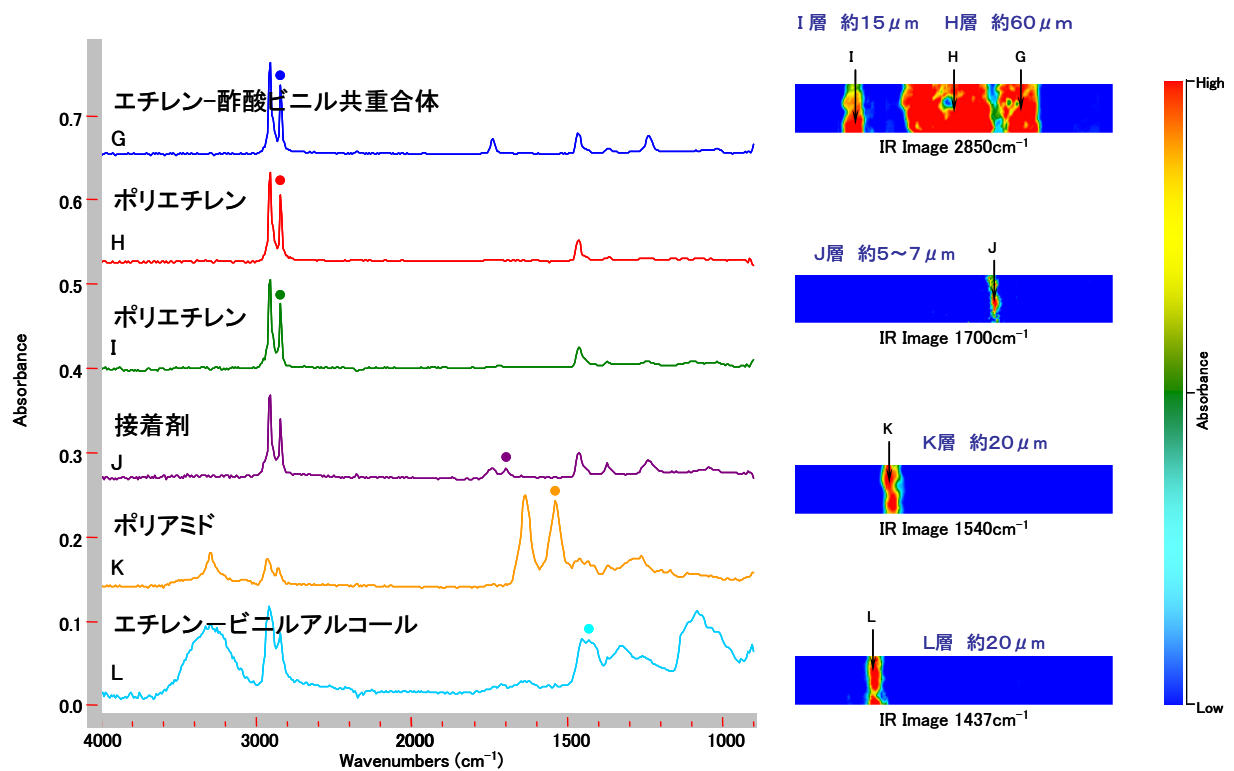 エチレン-酢酸ビニル共重合体
G
ポリエチレン
H
ポリエチレン
I
接着剤
J
ポリアミド
K
エチレン－ビニルアルコール
L
0.7
0.6
0.5
0.4
0.3
0.2
0.1
0.0
Absorbance
4000 3000 2000 1500 1000
Wavenumbers (cm⁻¹)
I 層 約15μm H層 約60μm
I H G
IR Image 2850cm⁻¹
J層 約5～7μm
J
IR Image 1700cm⁻¹
K層 約20μm
K
IR Image 1540cm⁻¹
L層 約20μm
L
IR Image 1437cm⁻¹
High
Absorbance
Low